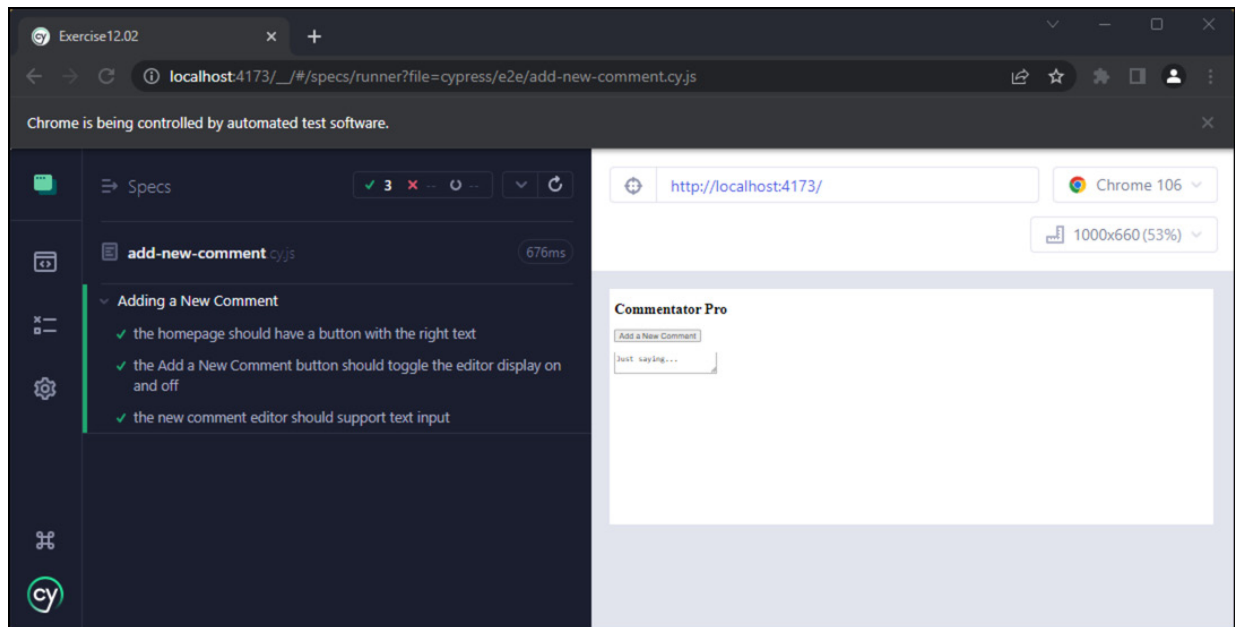 cy Exercise12.02
localhost:4173/__/#/specs/runner?file=cypress/e2e/add-new-comment.cy.js
Chrome is being controlled by automated test software.
Specs
3 -- --
http://localhost:4173/
Chrome 106
1000x660 (53%)
add-new-comment.cy.js
676ms
Adding a New Comment
the homepage should have a button with the right text
the Add a New Comment button should toggle the editor display on
and off
the new comment editor should support text input
Commentator Pro
Add a New Comment
Just saying...
cy